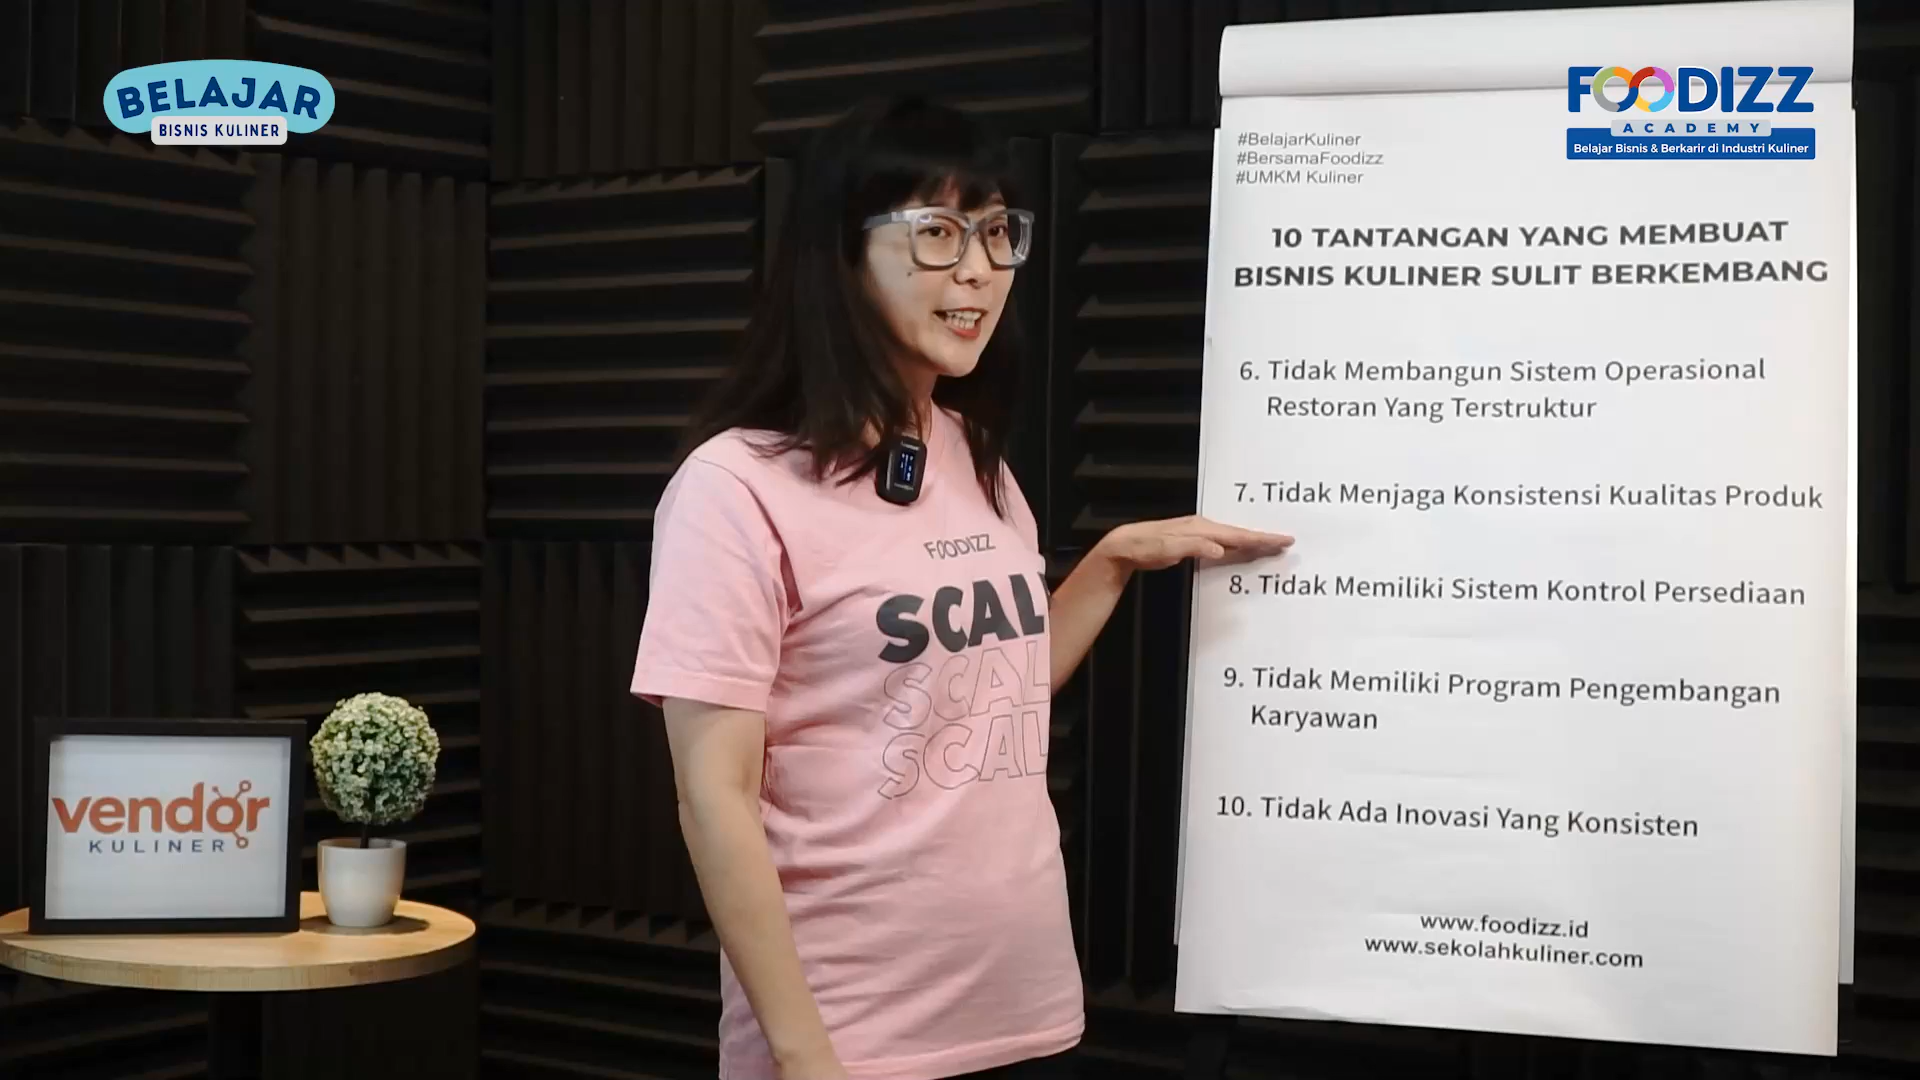 BELAJAR
BISNIS KULINER
FOODIZZ
ACADEMY
Belajar Bisnis & Berkarir di Industri Kuliner
#BelajarKuliner
#BersamaFoodizz
#UMKM Kuliner
10 TANTANGAN YANG MEMBUAT
BISNIS KULINER SULIT BERKEMBANG
6. Tidak Membangun Sistem Operasional
Restoran Yang Terstruktur
7. Tidak Menjaga Konsistensi Kualitas Produk
8. Tidak Memiliki Sistem Kontrol Persediaan
9. Tidak Memiliki Program Pengembangan
Karyawan
10. Tidak Ada Inovasi Yang Konsisten
www.foodizz.id
www.sekolahkuliner.com
FOODIZZ
SCAL
SCAL
SCAL
vendor
KULINER